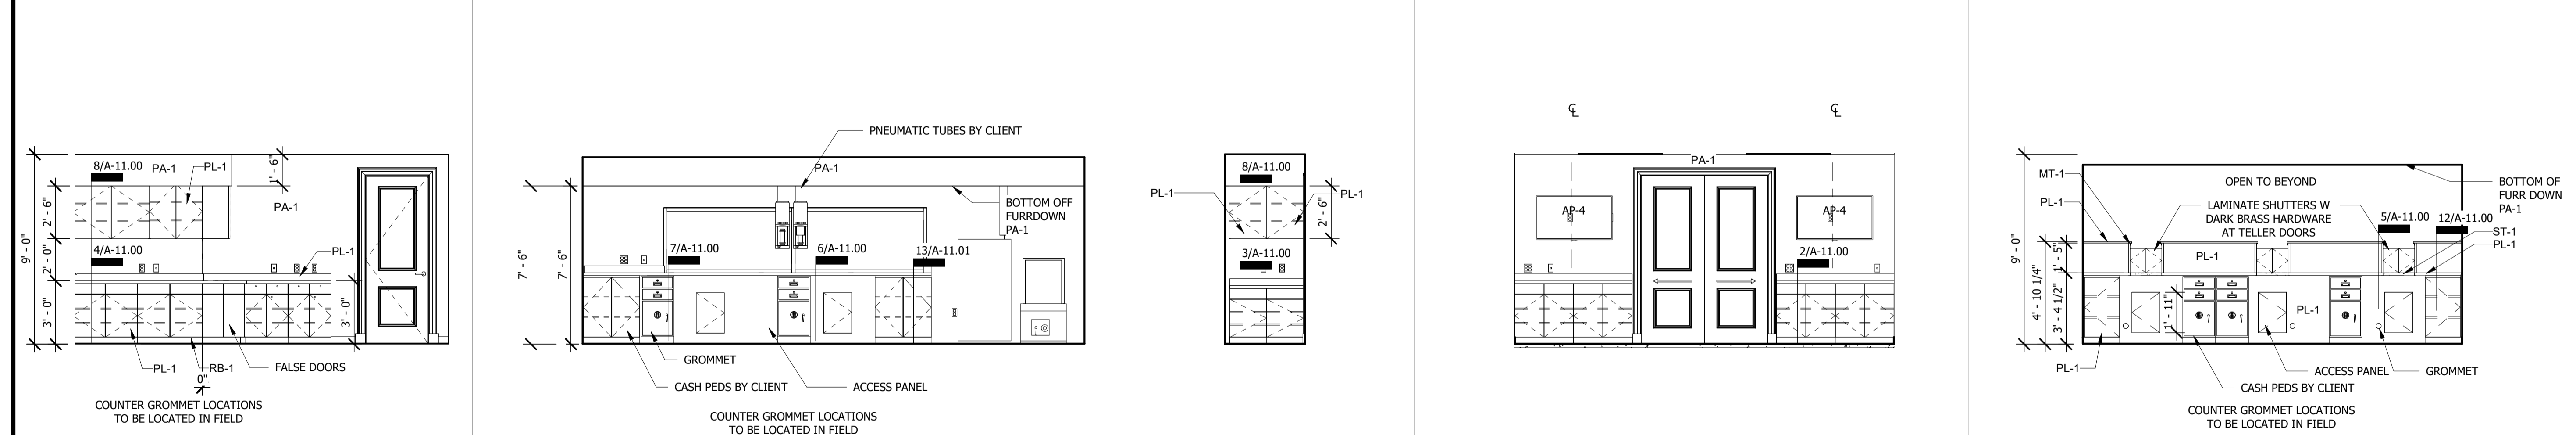 8/A-11.00
PA-1
PL-1
1' - 6"
9' - 0"
2' - 6"
PA-1
4/A-11.00
2' - 0"
PL-1
3' - 0"
3' - 0"
PL-1
RB-1
FALSE DOORS
0"
COUNTER GROMMET LOCATIONS
TO BE LOCATED IN FIELD
PNEUMATIC TUBES BY CLIENT
PA-1
7' - 6"
7' - 6"
BOTTOM OFF
FURRDOWN
PA-1
7/A-11.00
6/A-11.00
13/A-11.01
GROMMET
CASH PEDS BY CLIENT
ACCESS PANEL
COUNTER GROMMET LOCATIONS
TO BE LOCATED IN FIELD
8/A-11.00
PL-1
PL-1
2' - 6"
3/A-11.00
℄
℄
PA-1
AP-4
AP-4
2/A-11.00
MT-1
OPEN TO BEYOND
BOTTOM OF
FURR DOWN
PA-1
PL-1
LAMINATE SHUTTERS W
DARK BRASS HARDWARE
AT TELLER DOORS
5/A-11.00
12/A-11.00
ST-1
PL-1
9' - 0"
4' - 10 1/4"
1' - 5"
3' - 4 1/2"
PL-1
1' - 11"
PL-1
PL-1
ACCESS PANEL
GROMMET
CASH PEDS BY CLIENT
COUNTER GROMMET LOCATIONS
TO BE LOCATED IN FIELD